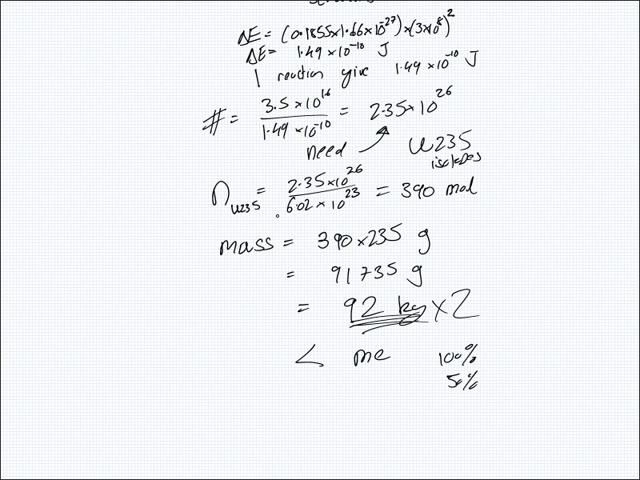 ΔE = (0.1855×1.66×10⁻²⁷)×(3×10⁸)²
ΔE = 1.49×10⁻¹⁰ J
1 reaction give 1.49×10⁻¹⁰ J
# = 3.5×10¹⁶ / 1.49×10⁻¹⁰ = 2.35×10²⁶
need U235
isotopes
n U235 = 2.35×10²⁶ / 6.02×10²³ = 390 mol
mass = 390×235 g
= 91735 g
= 92 kg ×2
< me 100%
50%